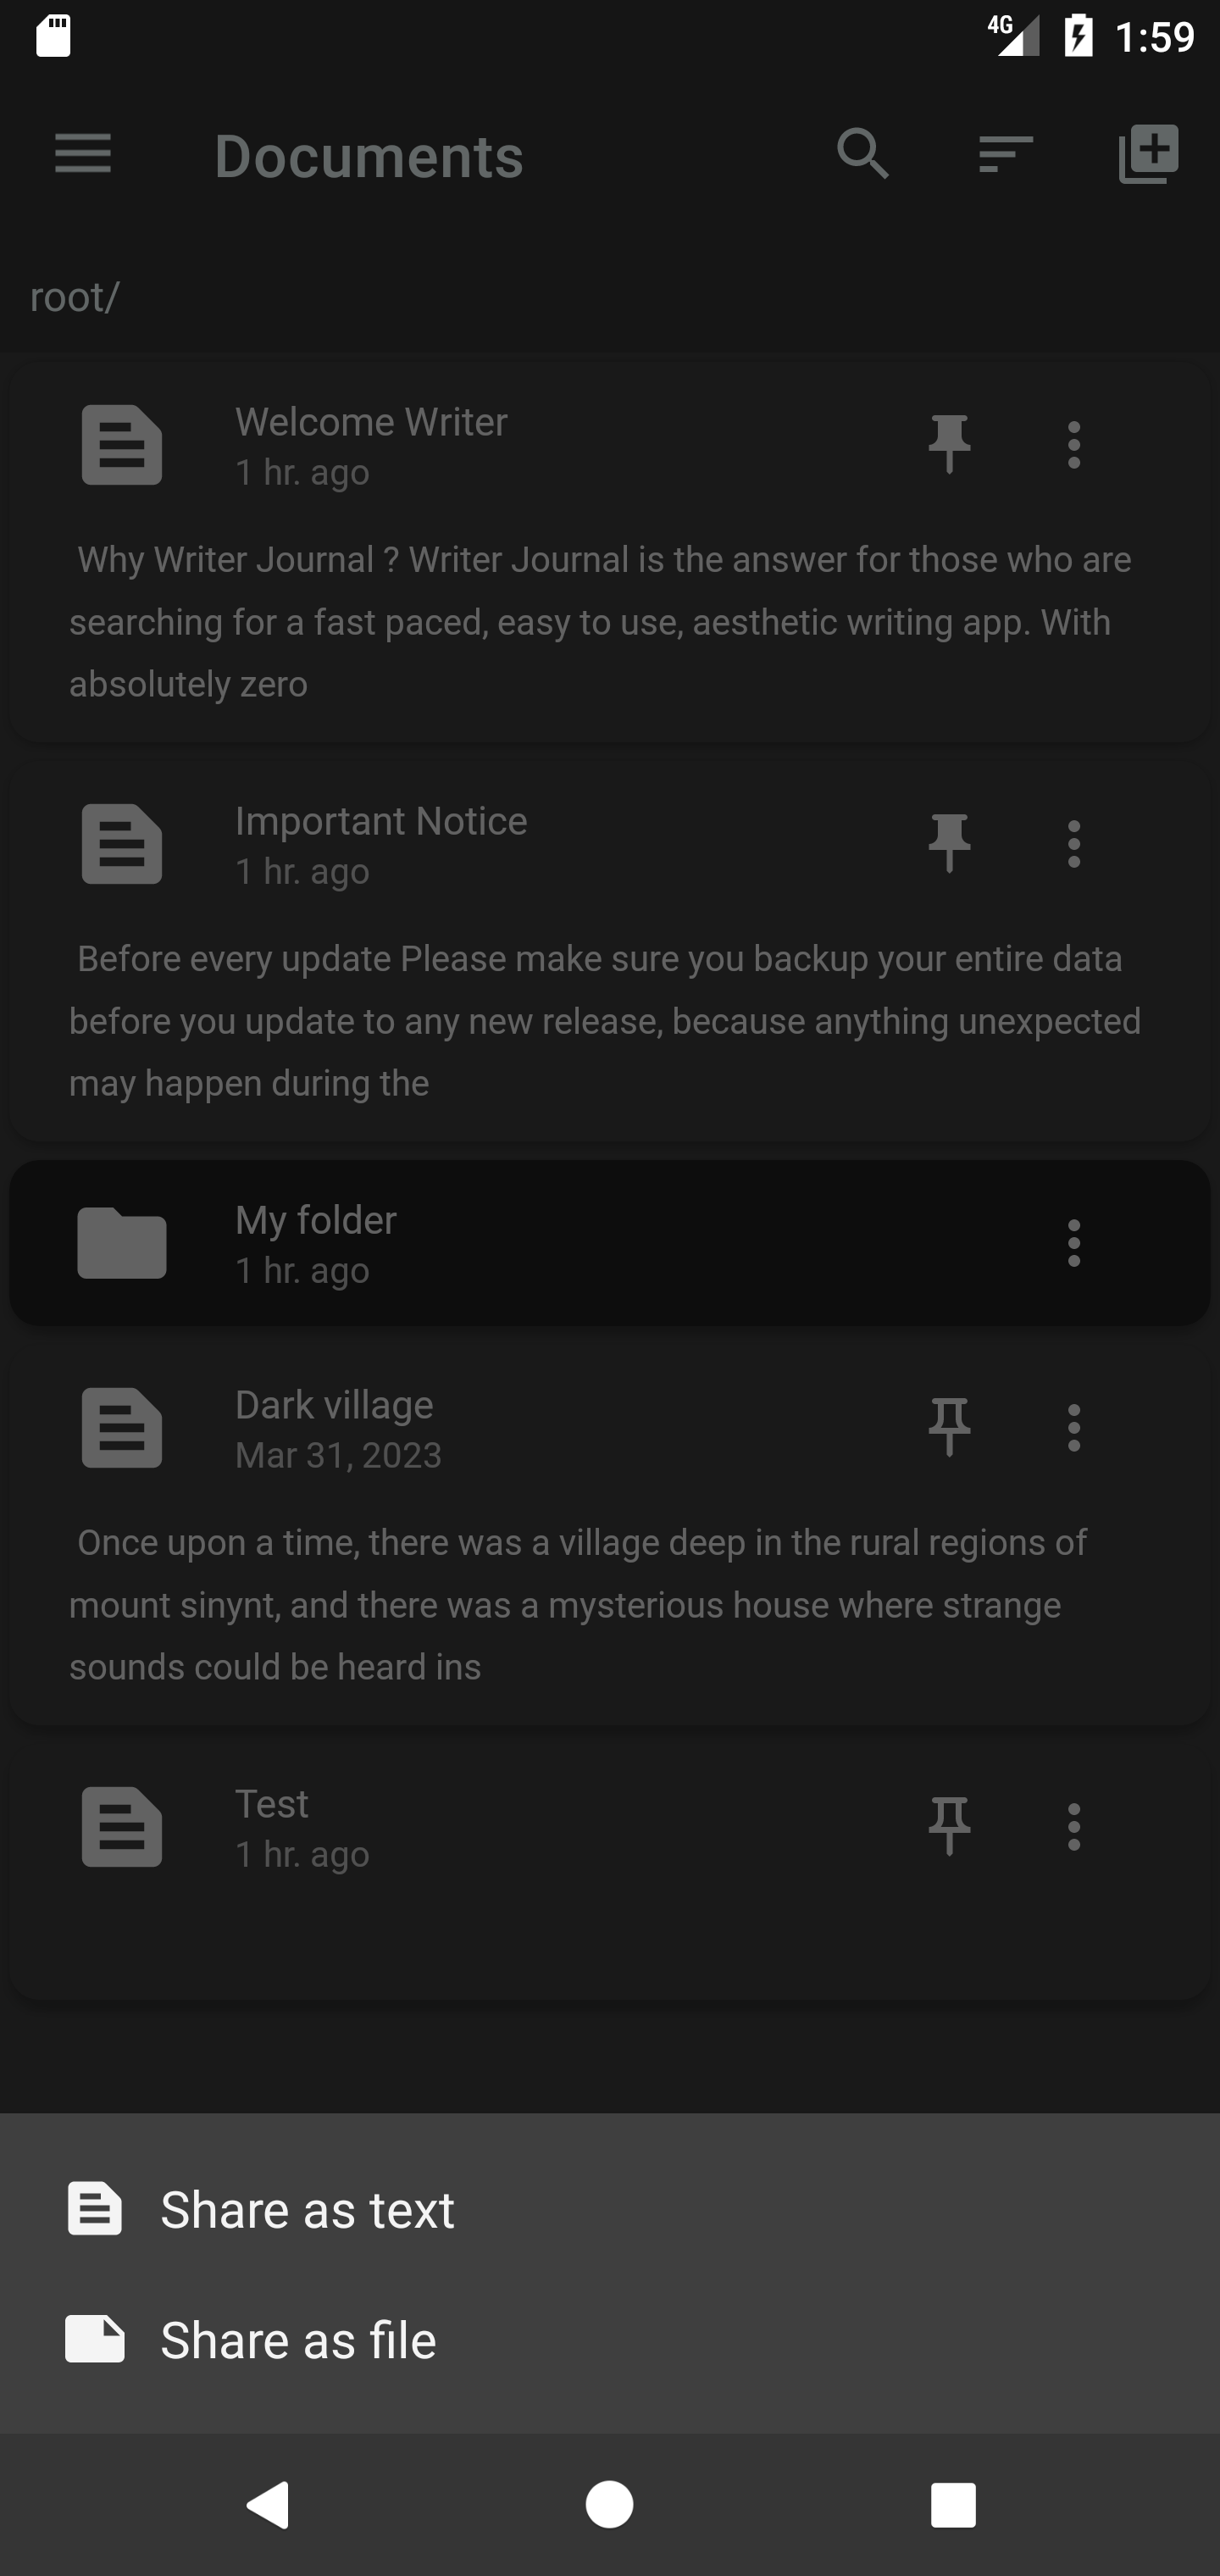 4G 1:59
Documents
root/
Welcome Writer
1 hr. ago
Why Writer Journal ? Writer Journal is the answer for those who are
searching for a fast paced, easy to use, aesthetic writing app. With
absolutely zero
Important Notice
1 hr. ago
Before every update Please make sure you backup your entire data
before you update to any new release, because anything unexpected
may happen during the
My folder
1 hr. ago
Dark village
Mar 31, 2023
Once upon a time, there was a village deep in the rural regions of
mount sinynt, and there was a mysterious house where strange
sounds could be heard ins
Test
1 hr. ago
Share as text
Share as file